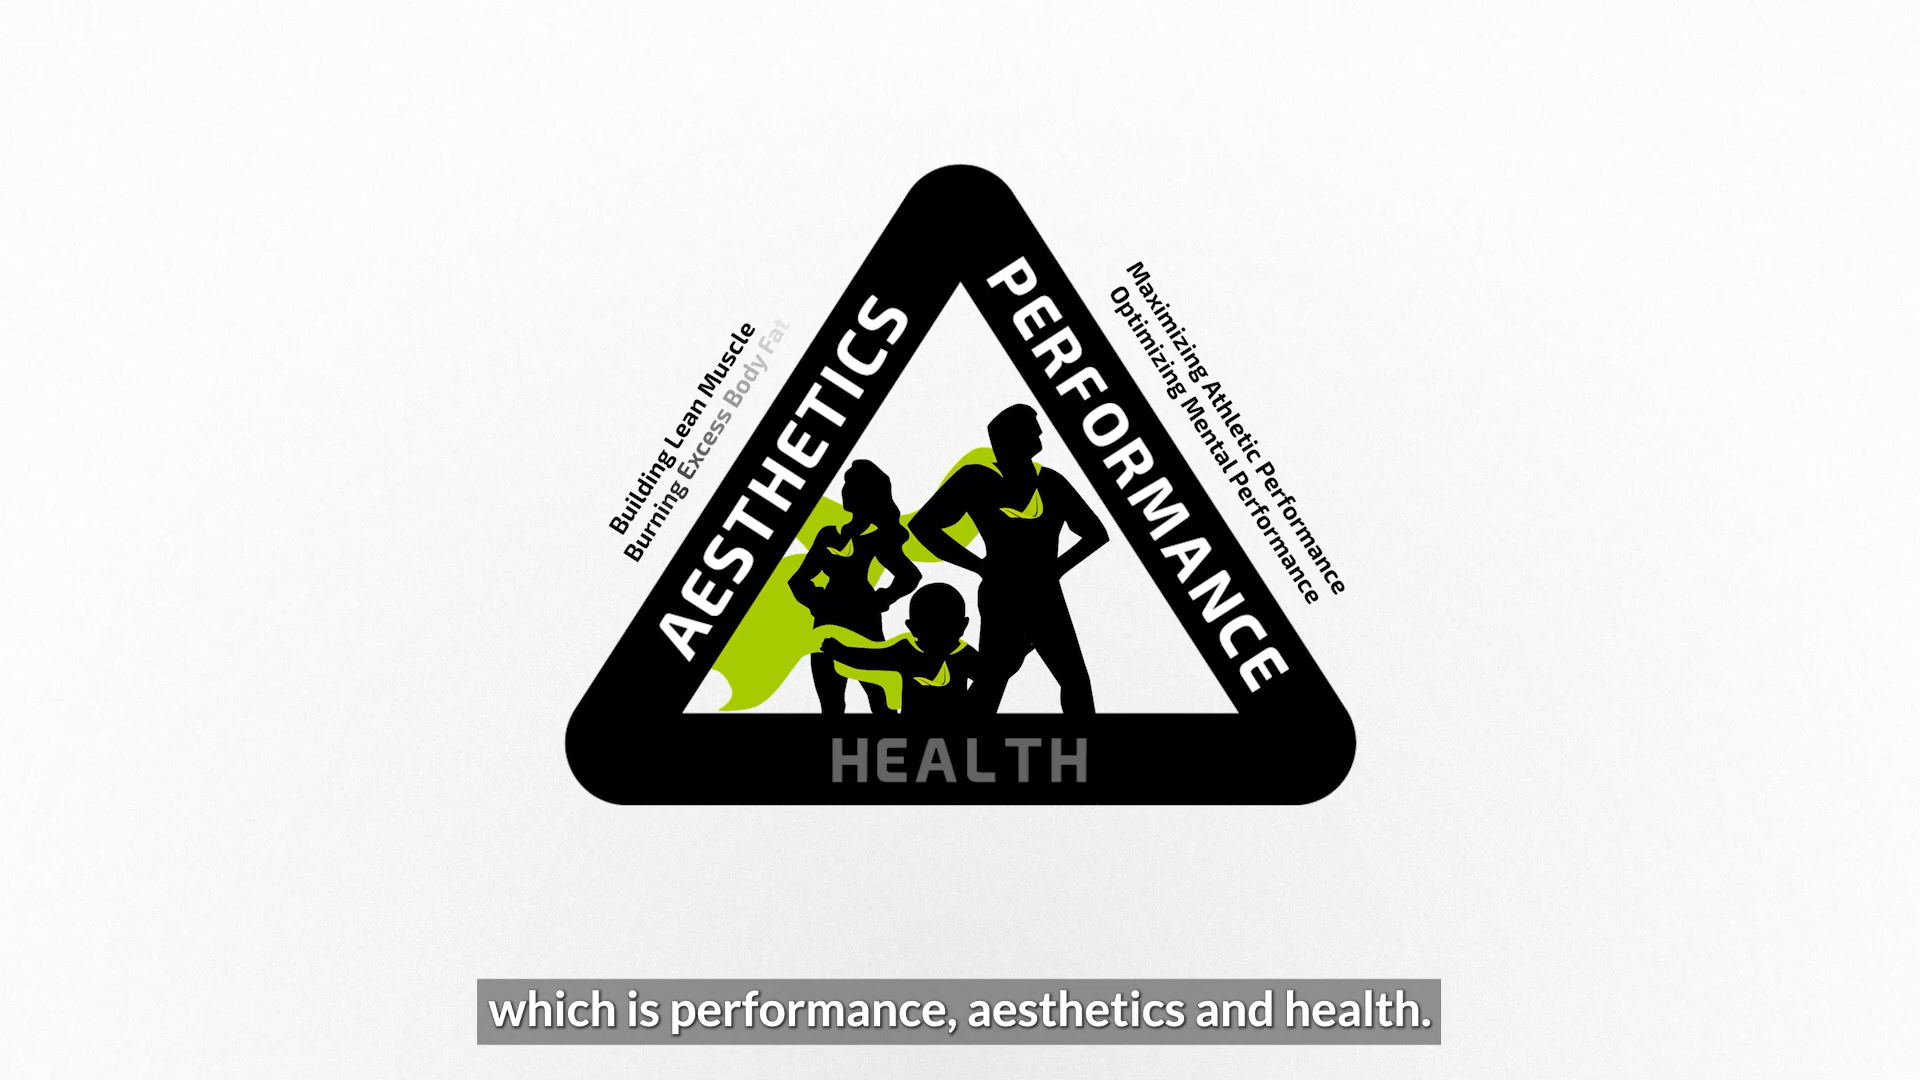 Building Lean Muscle
Burning Excess Body Fat
AESTHETICS
PERFORMANCE
Maximizing Athletic Performance
Optimizing Mental Performance
HEALTH
which is performance, aesthetics and health.